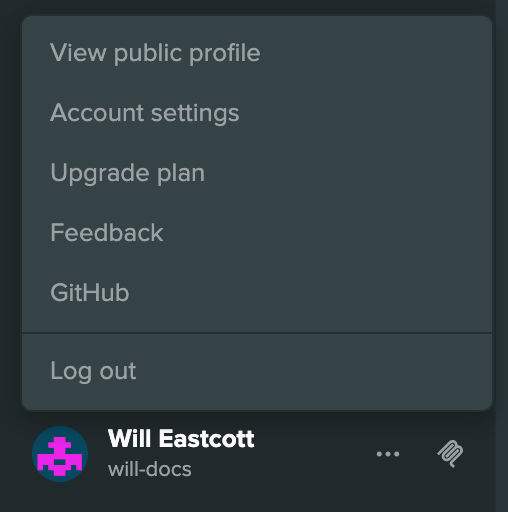 View public profile
Account settings
Upgrade plan
Feedback
GitHub
Log out
Will Eastcott
will-docs